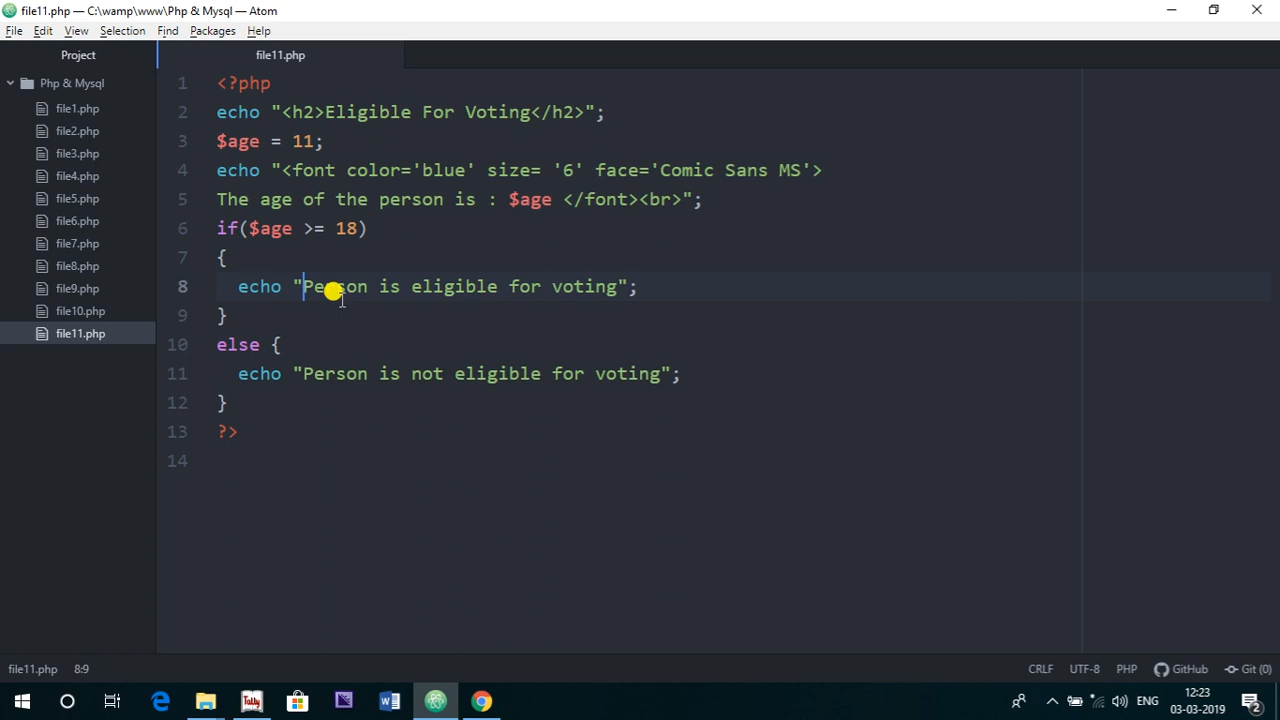 file11.php — C:\wamp\www\Php & Mysql — Atom
File Edit View Selection Find Packages Help
Project
file11.php
Php & Mysql
file1.php
file2.php
file3.php
file4.php
file5.php
file6.php
file7.php
file8.php
file9.php
file10.php
file11.php
1 <?php
2 echo "<h2>Eligible For Voting</h2>";
3 $age = 11;
4 echo "<font color='blue' size= '6' face='Comic Sans MS'>
5 The age of the person is : $age </font><br>";
6 if($age >= 18)
7 {
8 echo "Person is eligible for voting";
9 }
10 else {
11 echo "Person is not eligible for voting";
12 }
13 ?>
14
file11.php 8:9 CRLF UTF-8 PHP GitHub Git (0)
Tally ENG 12:23
03-03-2019 2